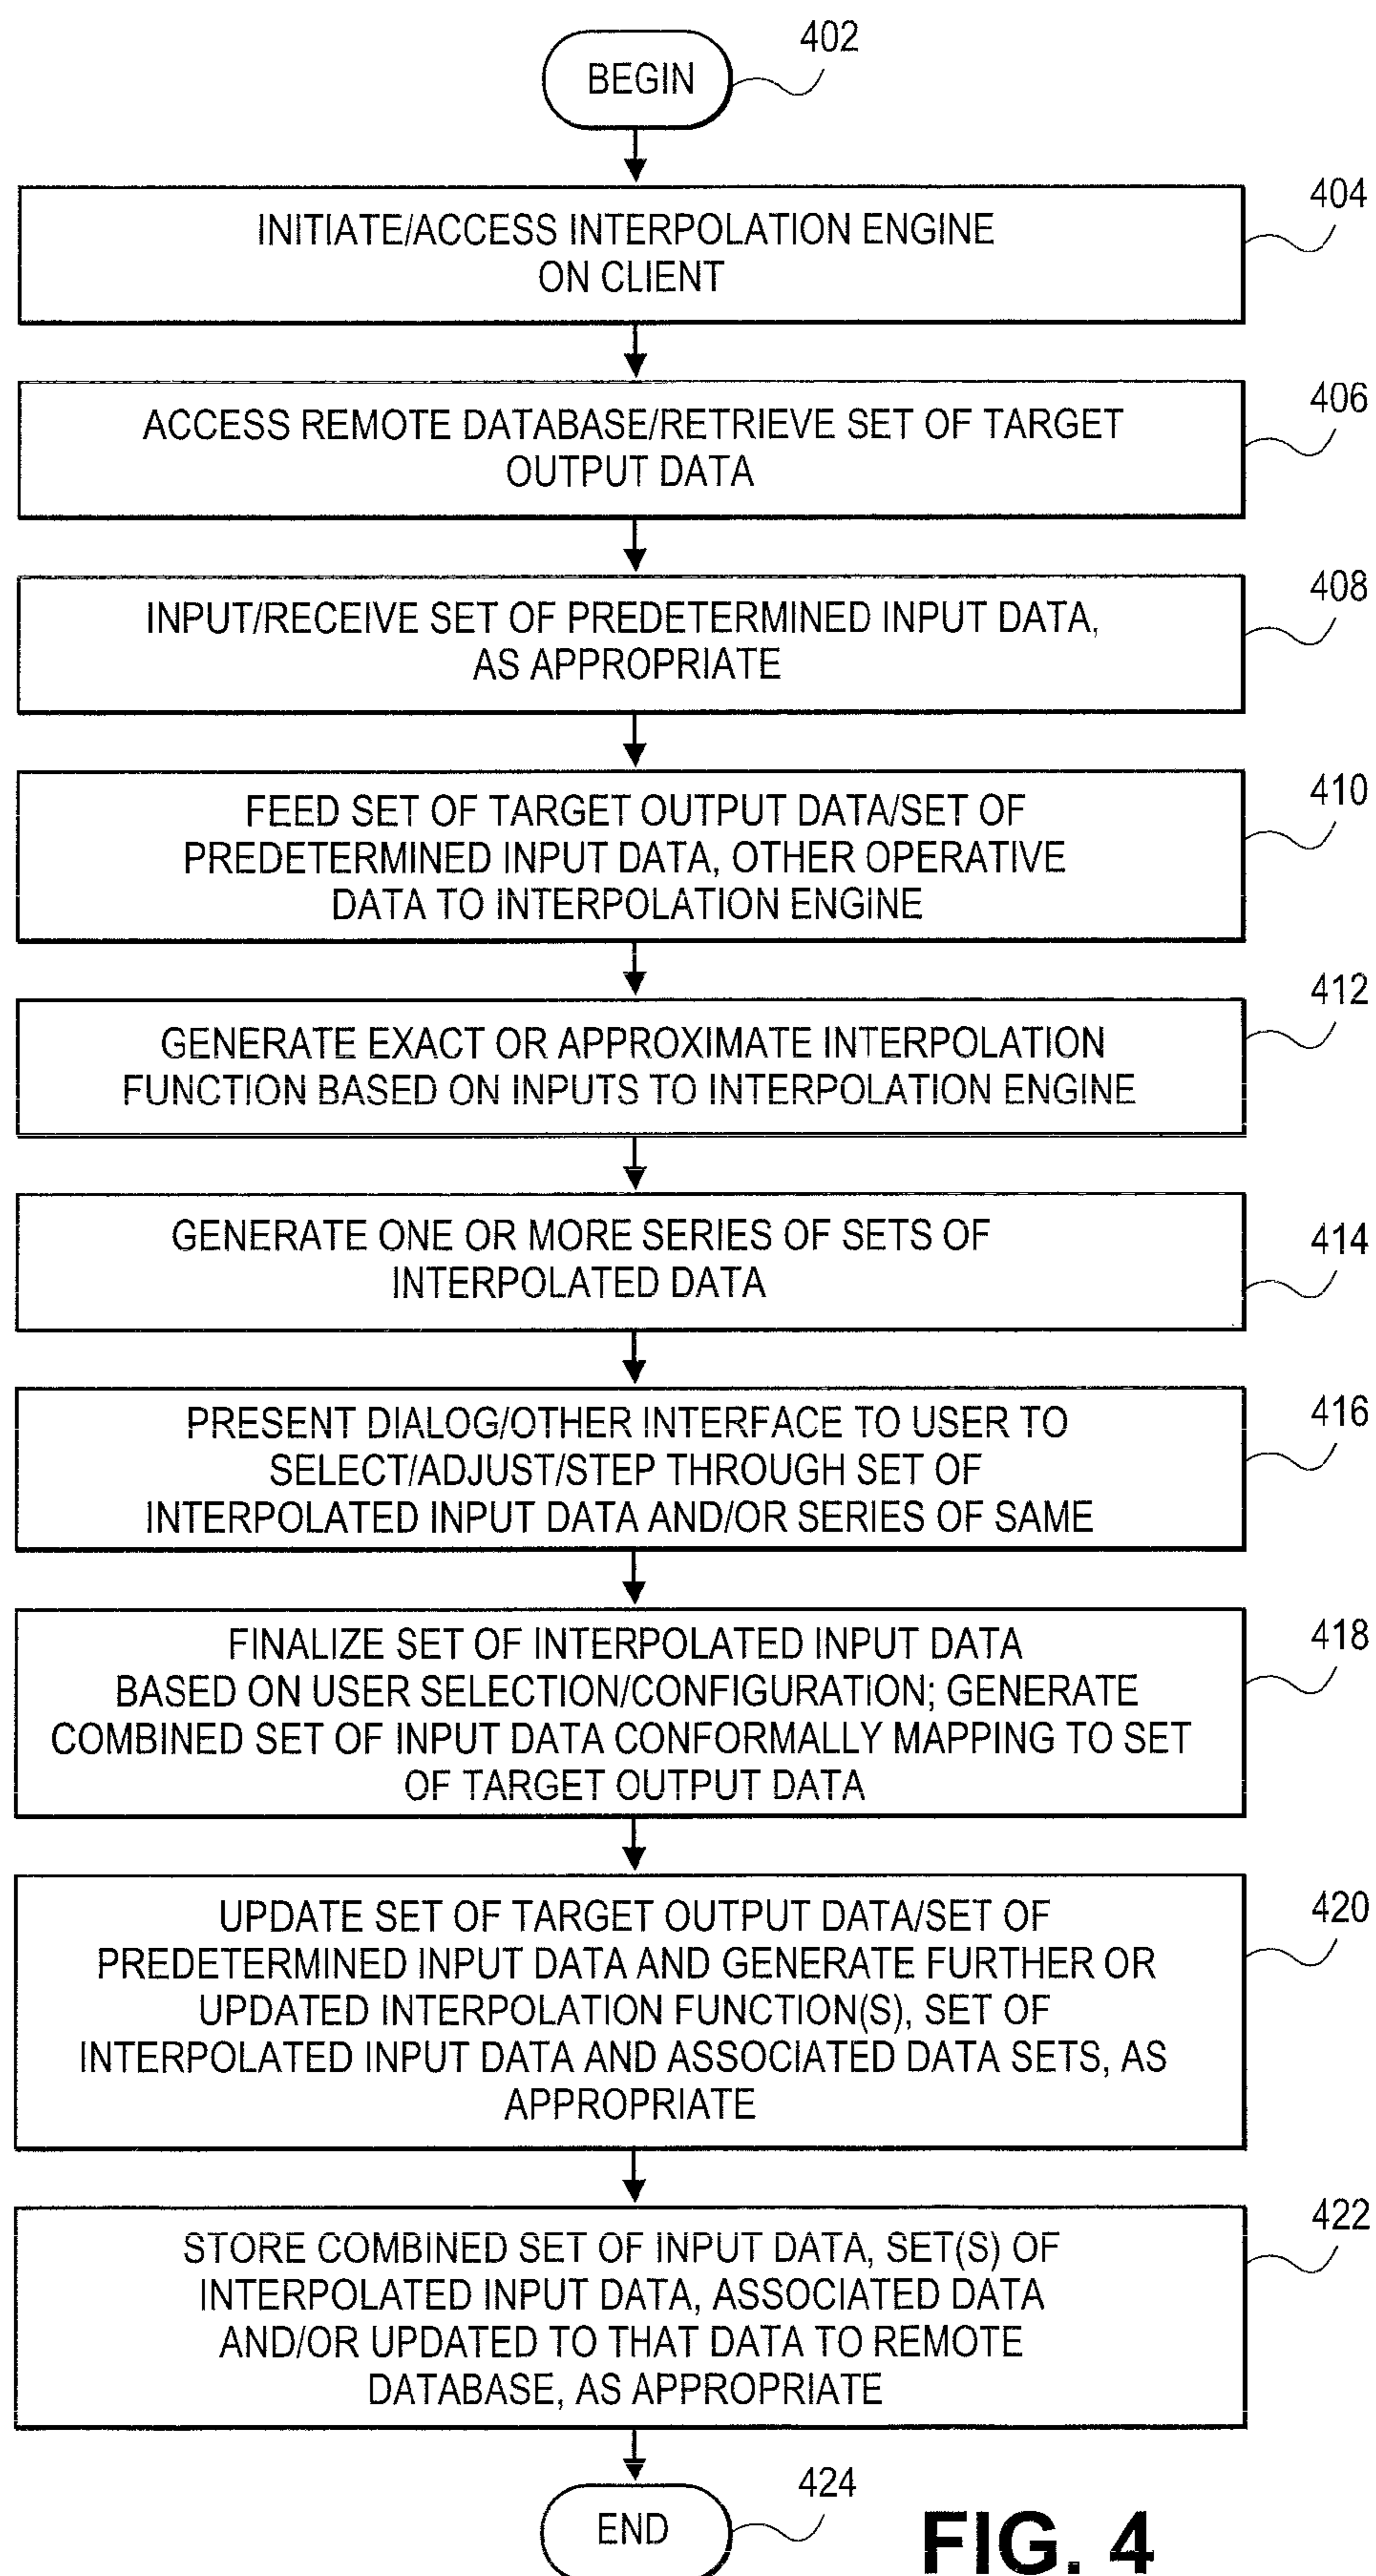 402
BEGIN
404
INITIATE/ACCESS INTERPOLATION ENGINE
ON CLIENT
406
ACCESS REMOTE DATABASE/RETRIEVE SET OF TARGET
OUTPUT DATA
408
INPUT/RECEIVE SET OF PREDETERMINED INPUT DATA,
AS APPROPRIATE
410
FEED SET OF TARGET OUTPUT DATA/SET OF
PREDETERMINED INPUT DATA, OTHER OPERATIVE
DATA TO INTERPOLATION ENGINE
412
GENERATE EXACT OR APPROXIMATE INTERPOLATION
FUNCTION BASED ON INPUTS TO INTERPOLATION ENGINE
414
GENERATE ONE OR MORE SERIES OF SETS OF
INTERPOLATED DATA
416
PRESENT DIALOG/OTHER INTERFACE TO USER TO
SELECT/ADJUST/STEP THROUGH SET OF
INTERPOLATED INPUT DATA AND/OR SERIES OF SAME
418
FINALIZE SET OF INTERPOLATED INPUT DATA
BASED ON USER SELECTION/CONFIGURATION; GENERATE
COMBINED SET OF INPUT DATA CONFORMALLY MAPPING TO SET
OF TARGET OUTPUT DATA
420
UPDATE SET OF TARGET OUTPUT DATA/SET OF
PREDETERMINED INPUT DATA AND GENERATE FURTHER OR
UPDATED INTERPOLATION FUNCTION(S), SET OF
INTERPOLATED INPUT DATA AND ASSOCIATED DATA SETS, AS
APPROPRIATE
422
STORE COMBINED SET OF INPUT DATA, SET(S) OF
INTERPOLATED INPUT DATA, ASSOCIATED DATA
AND/OR UPDATED TO THAT DATA TO REMOTE
DATABASE, AS APPROPRIATE
424
END
FIG. 4